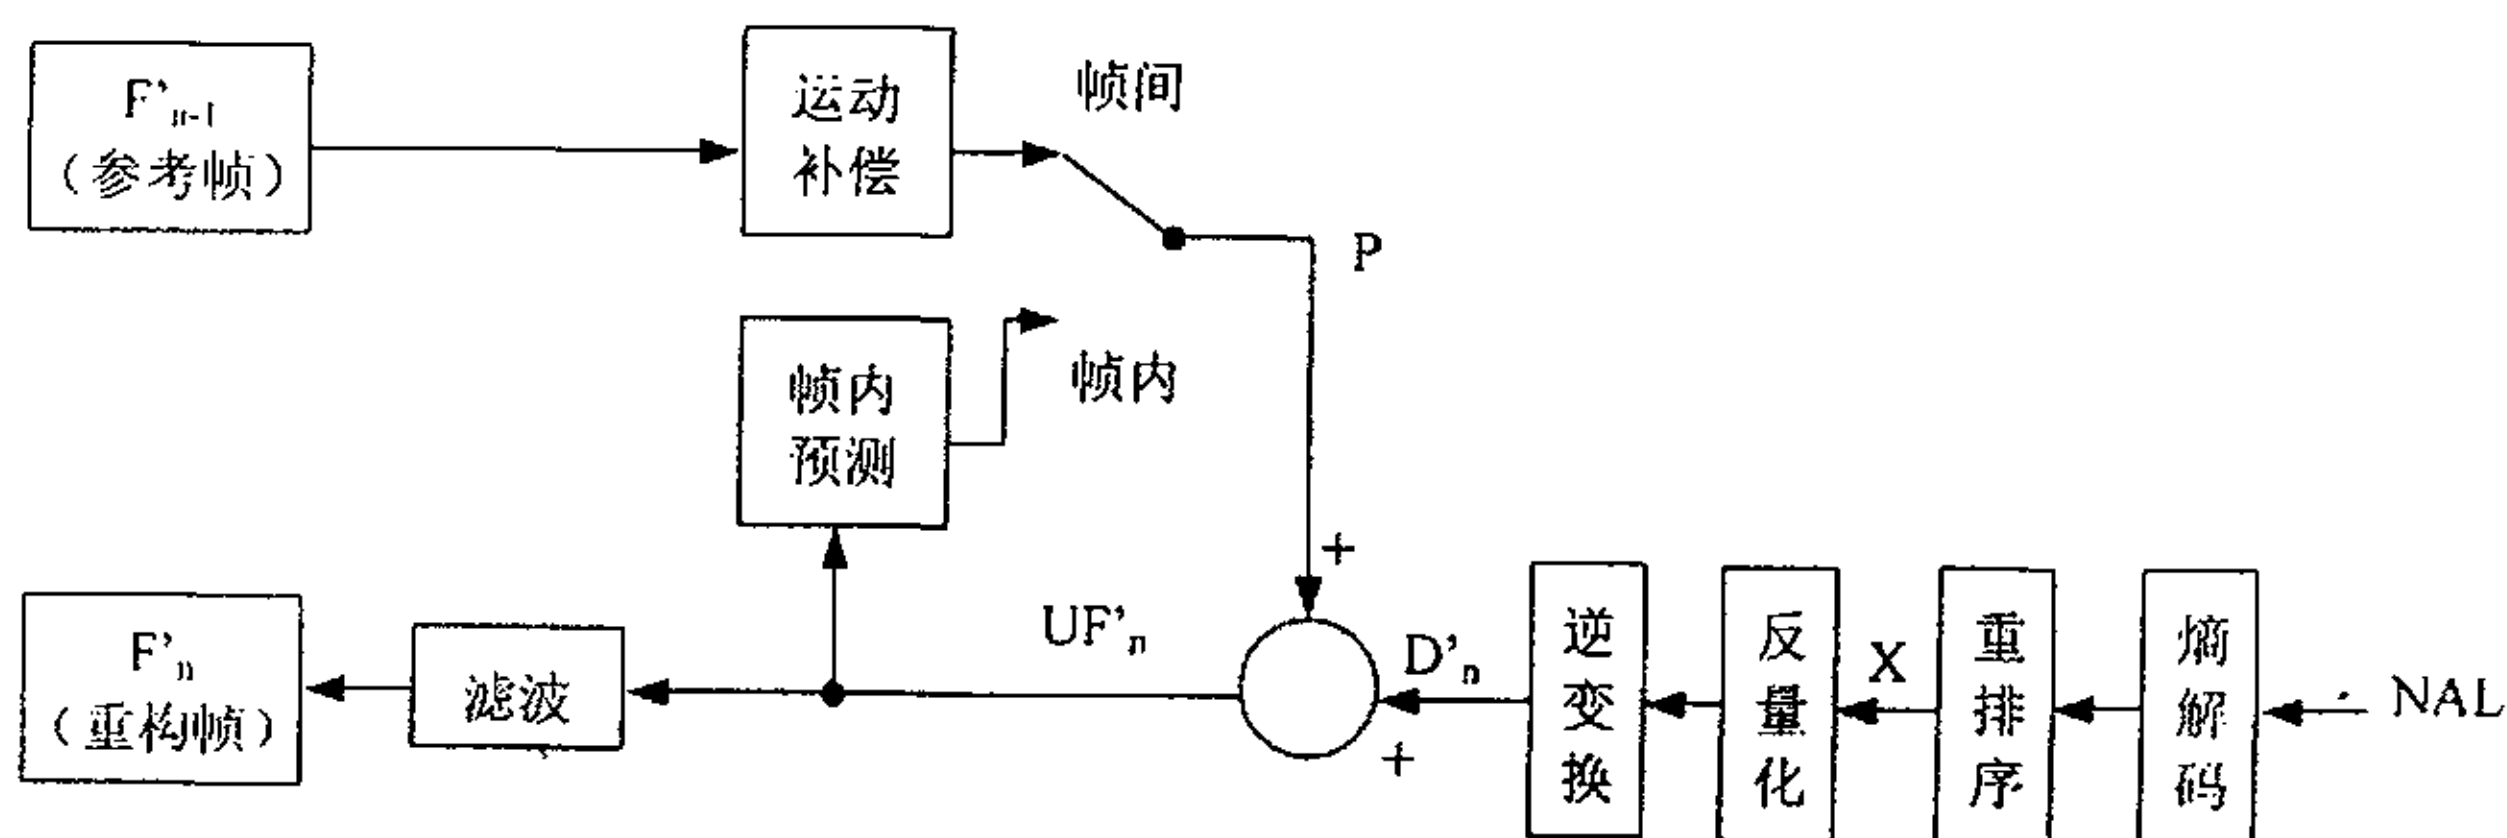 F'n-1
（参考帧）
运动
补偿
帧间
P
帧内
预测
帧内
+
F'n
（重构帧）
滤波
UF'n
D'n
+
逆变换
反量化
X
重排序
熵解码
NAL